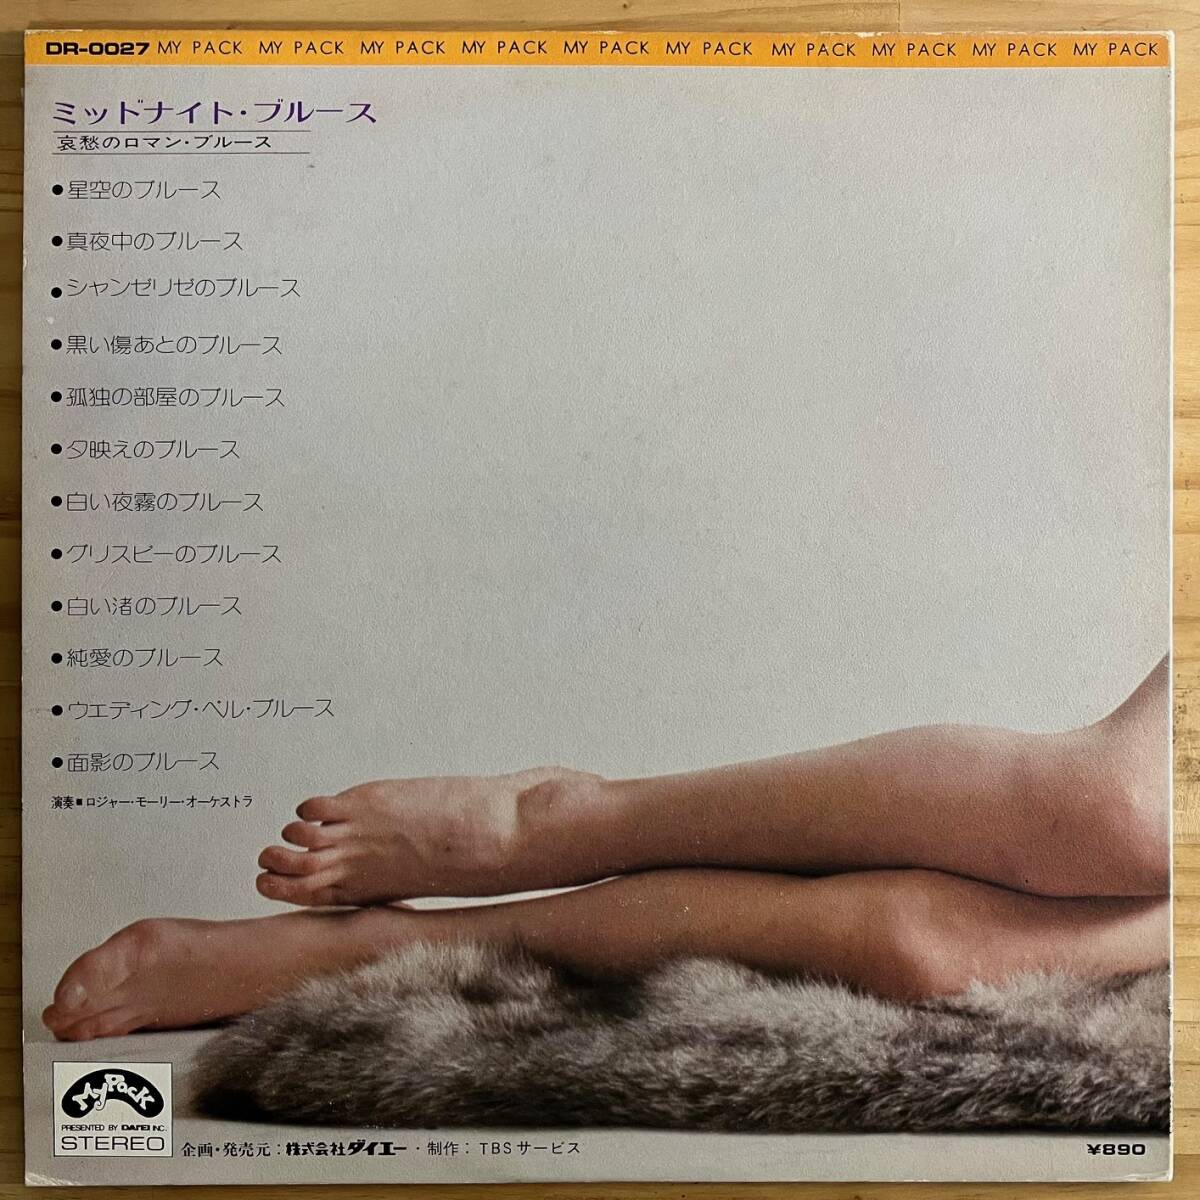 DR-0027 MY PACK MY PACK MY PACK MY PACK MY PACK MY PACK MY PACK MY PACK MY PACK MY PACK
ミッドナイト・ブルース
哀愁のロマン・ブルース
●星空のブルース
●真夜中のブルース
●シャンゼリゼのブルース
●黒い傷あとのブルース
●孤独の部屋のブルース
●夕映えのブルース
●白い夜霧のブルース
●グリスビーのブルース
●白い渚のブルース
●純愛のブルース
●ウエディング・ベル・ブルース
●面影のブルース
演奏■ロジャー・モーリー・オーケストラ
My Pack
PRESENTED BY DAIEI INC.
STEREO
企画・発売元：株式会社ダイエー・制作：TBSサービス
¥890